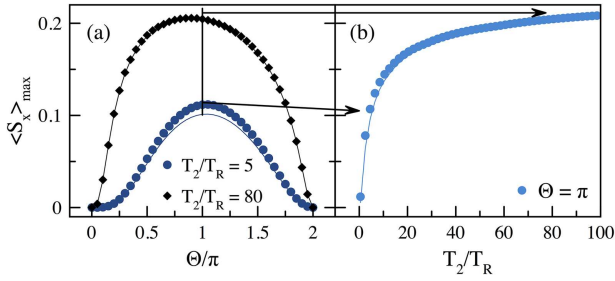 (a)
(b)
<S_x>_max
0.2
0.1
0
T_2/T_R = 5
T_2/T_R = 80
Θ = π
0 0.5 1 1.5 2
0 20 40 60 80 100
Θ/π
T_2/T_R